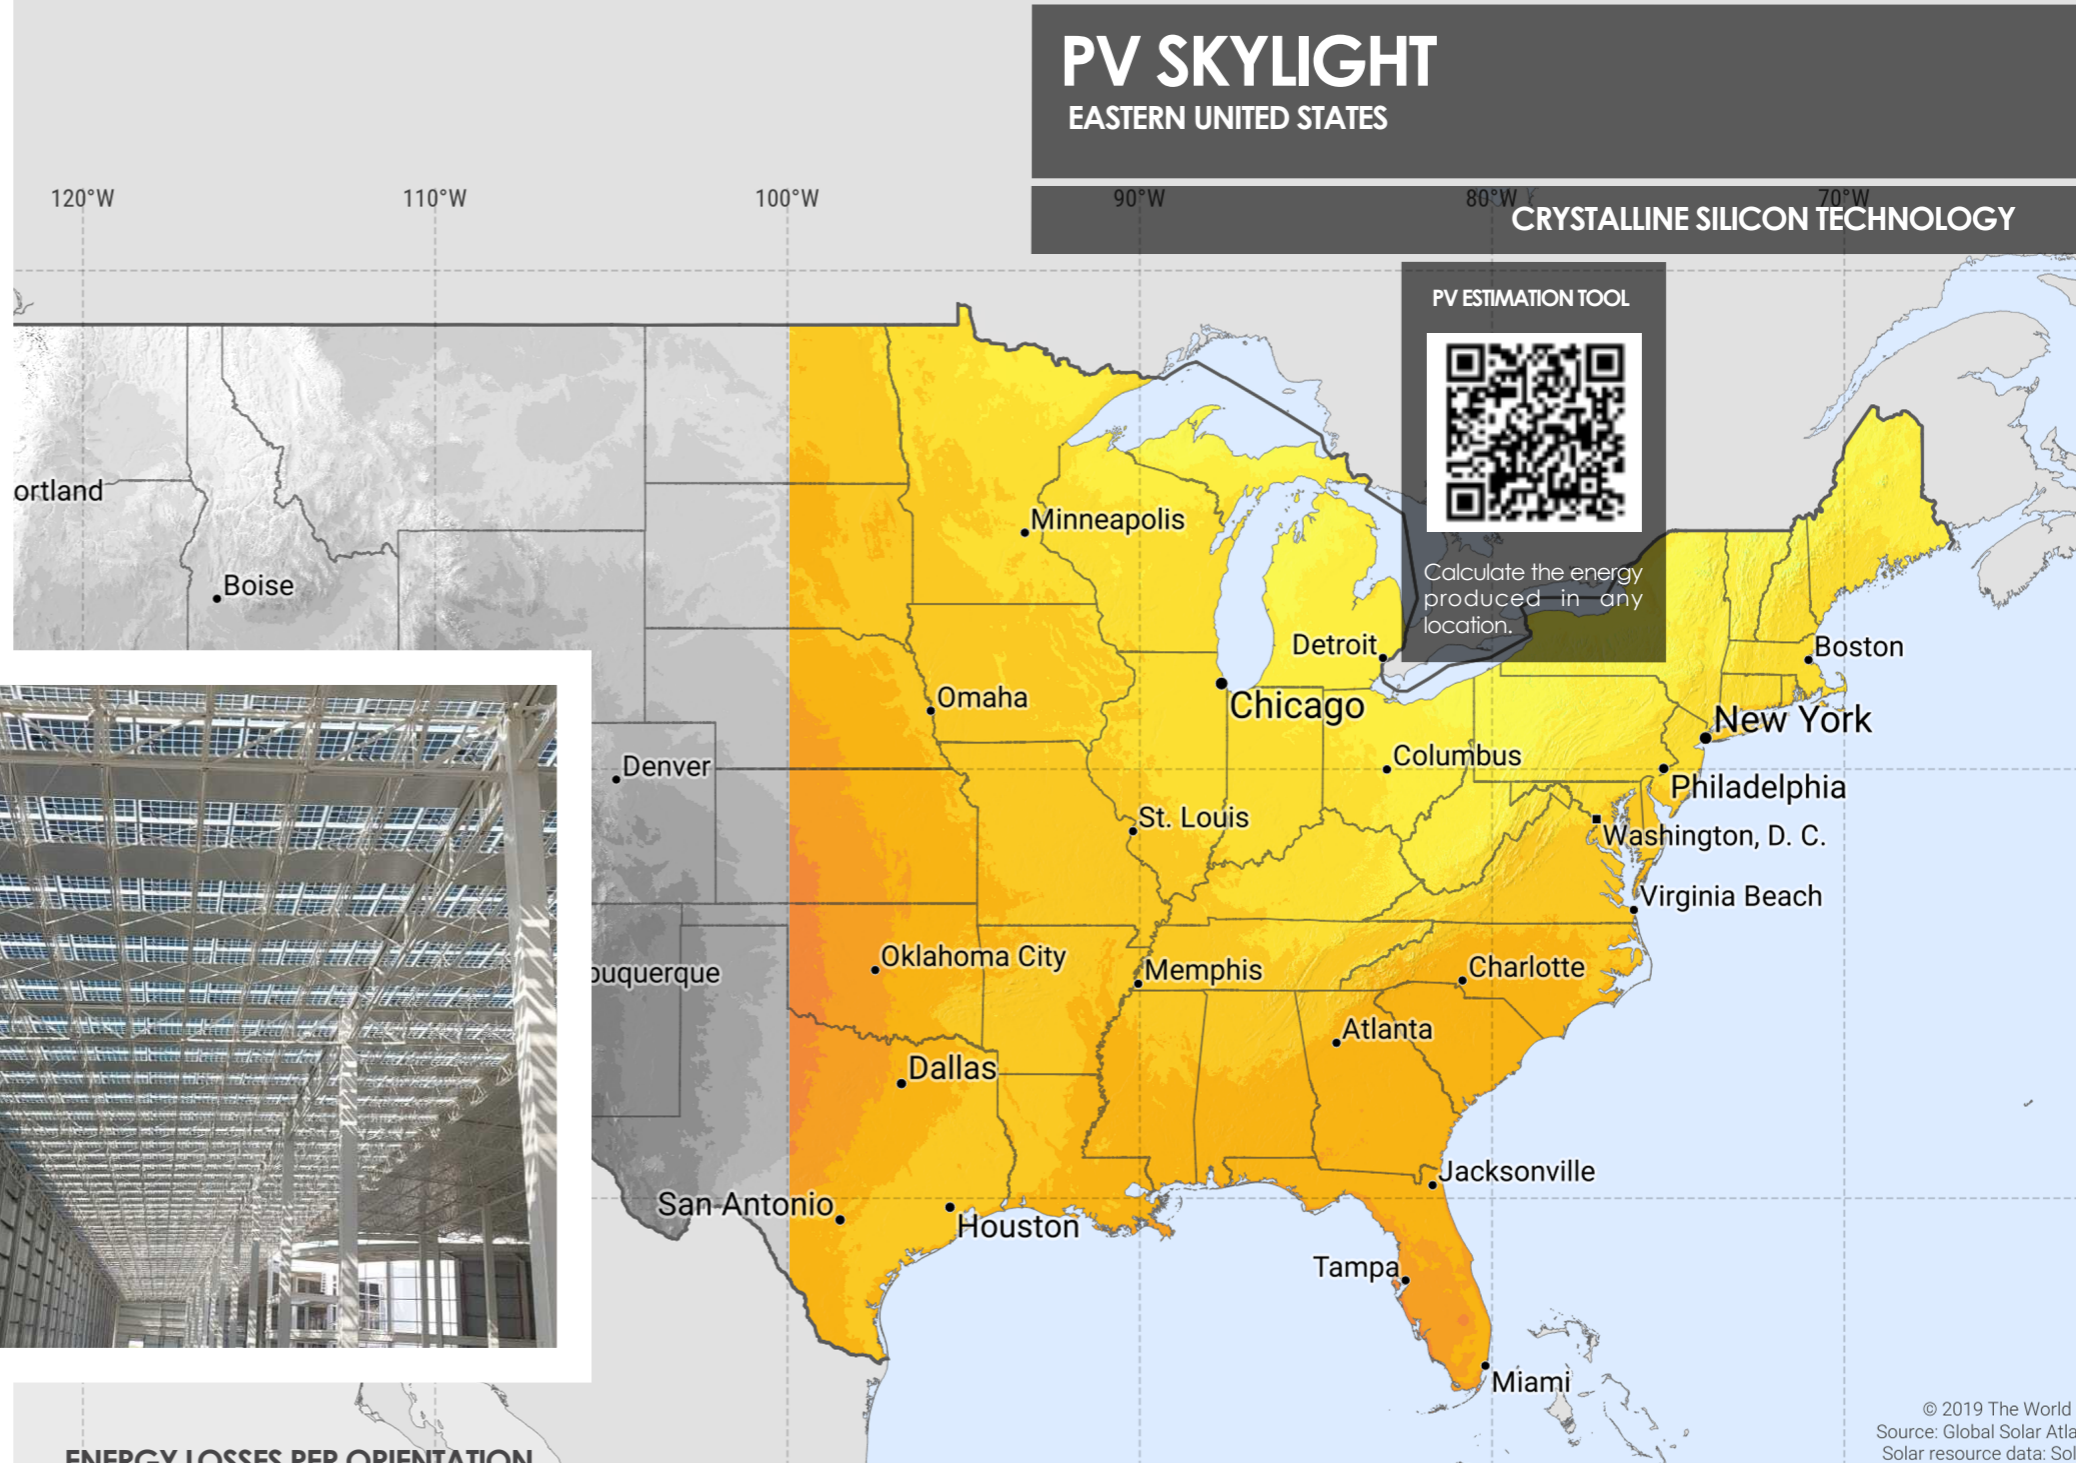 PV SKYLIGHT
EASTERN UNITED STATES
120°W
110°W
100°W
90°W
80°W
70°W
CRYSTALLINE SILICON TECHNOLOGY
PV ESTIMATION TOOL
Calculate the energy
produced in any
location.
ortland
Minneapolis
Boise
Detroit
Boston
Omaha
Chicago
New York
Denver
Columbus
Philadelphia
St. Louis
Washington, D. C.
Virginia Beach
Oklahoma City
buquerque
Memphis
Charlotte
Atlanta
Dallas
Jacksonville
San Antonio
Houston
Tampa
Miami
© 2019 The World
Source: Global Solar Atla
Solar resource data: Sol
ENERGY LOSSES PER ORIENTATION